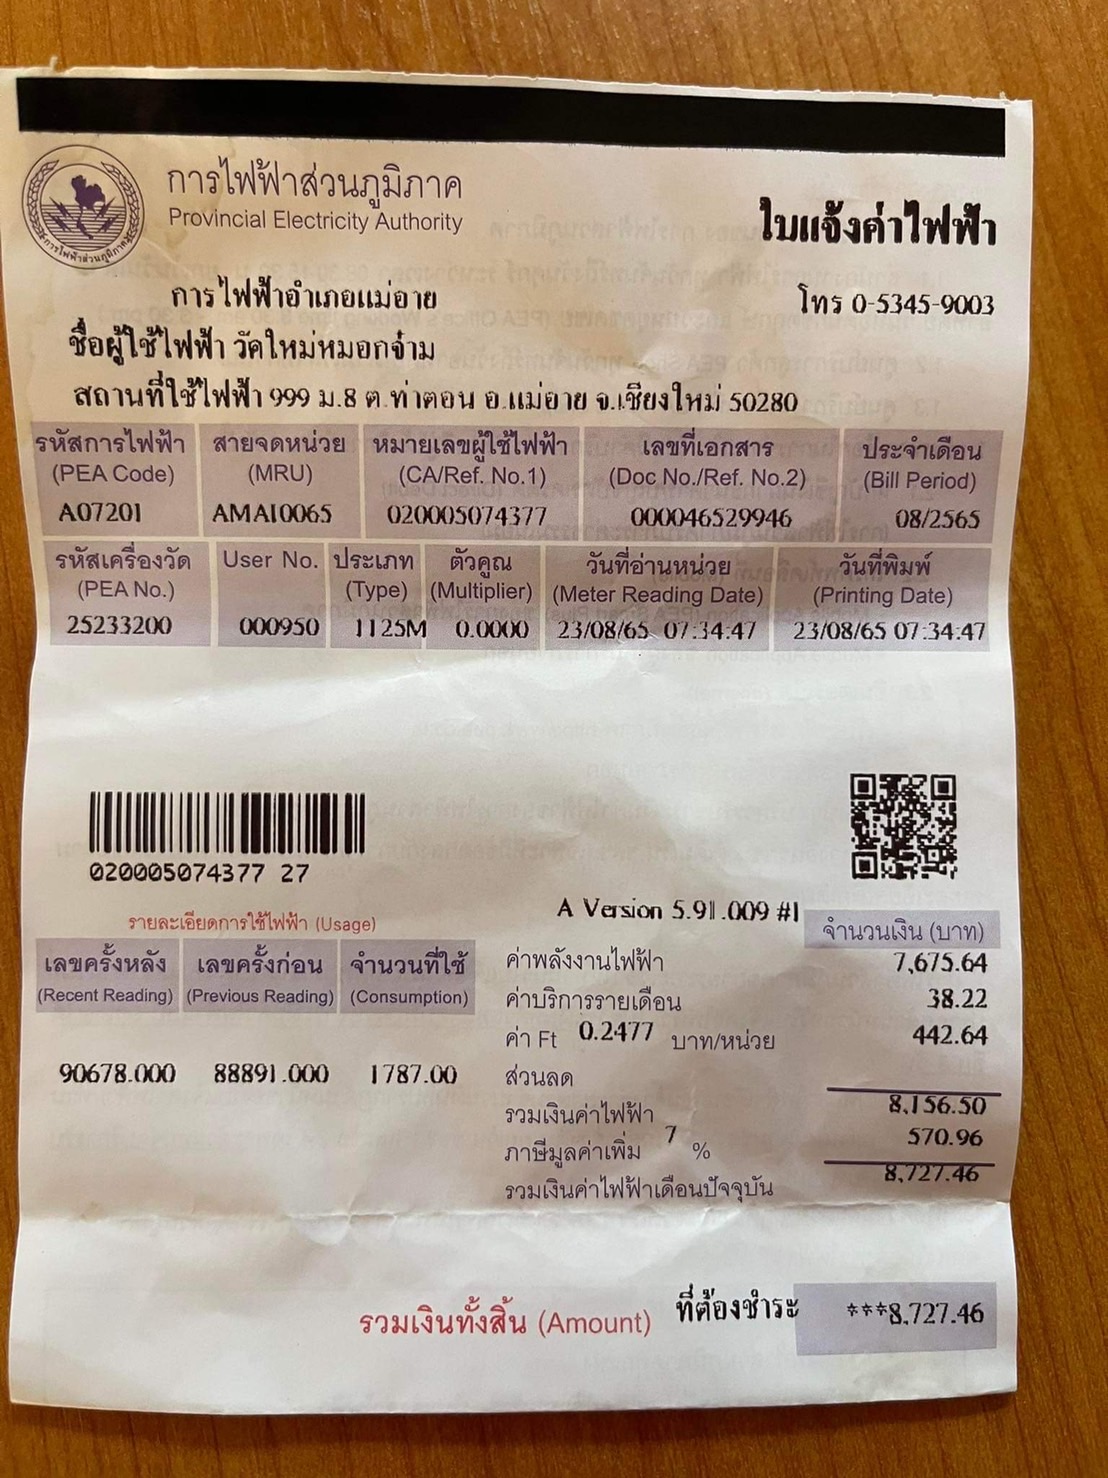 การไฟฟ้าส่วนภูมิภาค
Provincial Electricity Authority
การไฟฟ้าส่วนภูมิภาค
ใบแจ้งค่าไฟฟ้า
การไฟฟ้าอำเภอแม่อาย
โทร 0-5345-9003
ชื่อผู้ใช้ไฟฟ้า วัดใหม่หมอกจ๋าม
สถานที่ใช้ไฟฟ้า 999 ม.8 ต.ท่าตอน อ.แม่อาย จ.เชียงใหม่ 50280
รหัสการไฟฟ้า สายจดหน่วย หมายเลขผู้ใช้ไฟฟ้า เลขที่เอกสาร ประจำเดือน
(PEA Code) (MRU) (CA/Ref. No.1) (Doc No./Ref. No.2) (Bill Period)
A07201 AMAI0065 020005074377 000046529946 08/2565
รหัสเครื่องวัด User No. ประเภท ตัวคูณ วันที่อ่านหน่วย วันที่พิมพ์
(PEA No.) (Type) (Multiplier) (Meter Reading Date) (Printing Date)
25233200 000950 1125M 0.0000 23/08/65 07:34:47 23/08/65 07:34:47
020005074377 27
A Version 5.91.009 #1
รายละเอียดการใช้ไฟฟ้า (Usage)
จำนวนเงิน (บาท)
เลขครั้งหลัง เลขครั้งก่อน จำนวนที่ใช้
(Recent Reading) (Previous Reading) (Consumption)
90678.000 88891.000 1787.00
ค่าพลังงานไฟฟ้า 7,675.64
ค่าบริการรายเดือน 38.22
ค่า Ft 0.2477 บาท/หน่วย 442.64
ส่วนลด
รวมเงินค่าไฟฟ้า 8,156.50
ภาษีมูลค่าเพิ่ม 7 % 570.96
รวมเงินค่าไฟฟ้าเดือนปัจจุบัน 8,727.46
รวมเงินทั้งสิ้น (Amount) ที่ต้องชำระ ***8,727.46